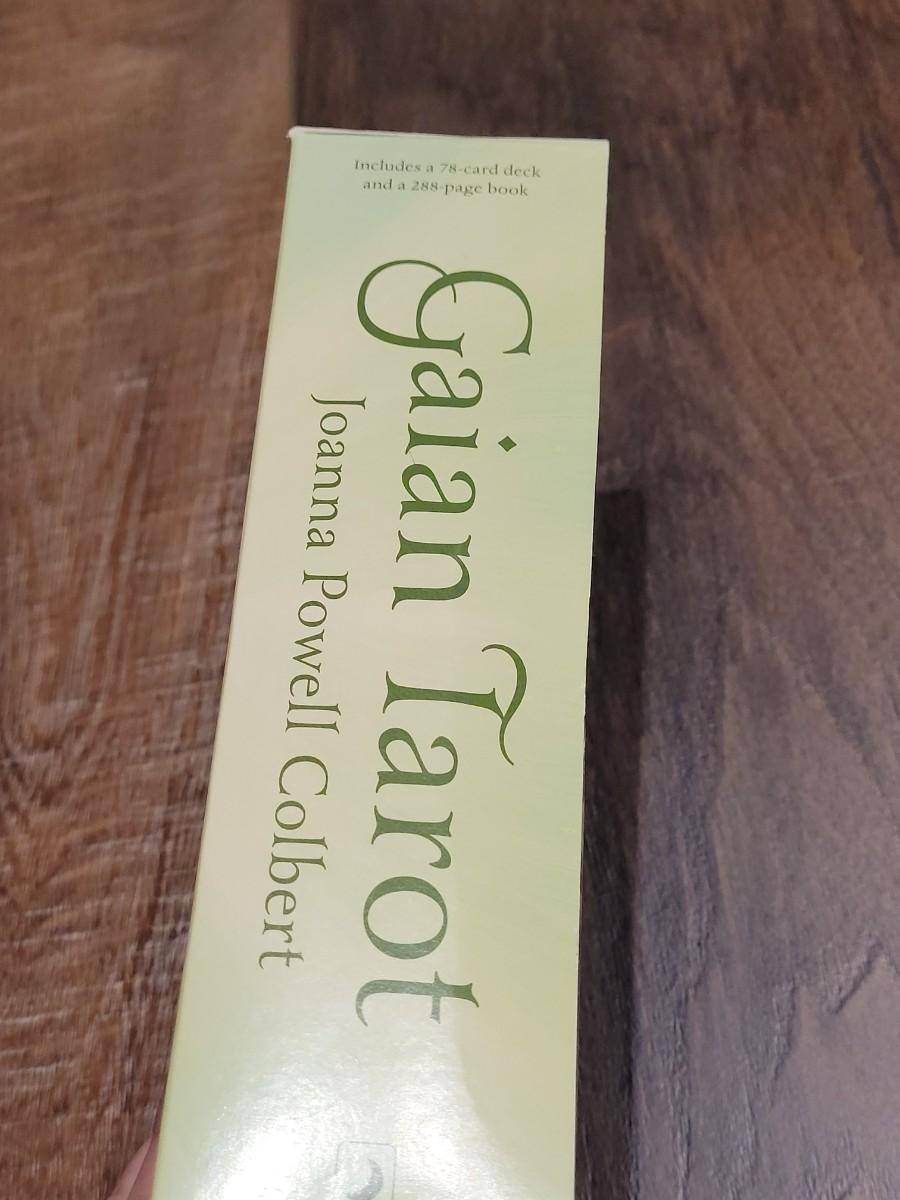 Includes a 78-card deck
and a 288-page book
Gaian Tarot
Joanna Powell Colbert